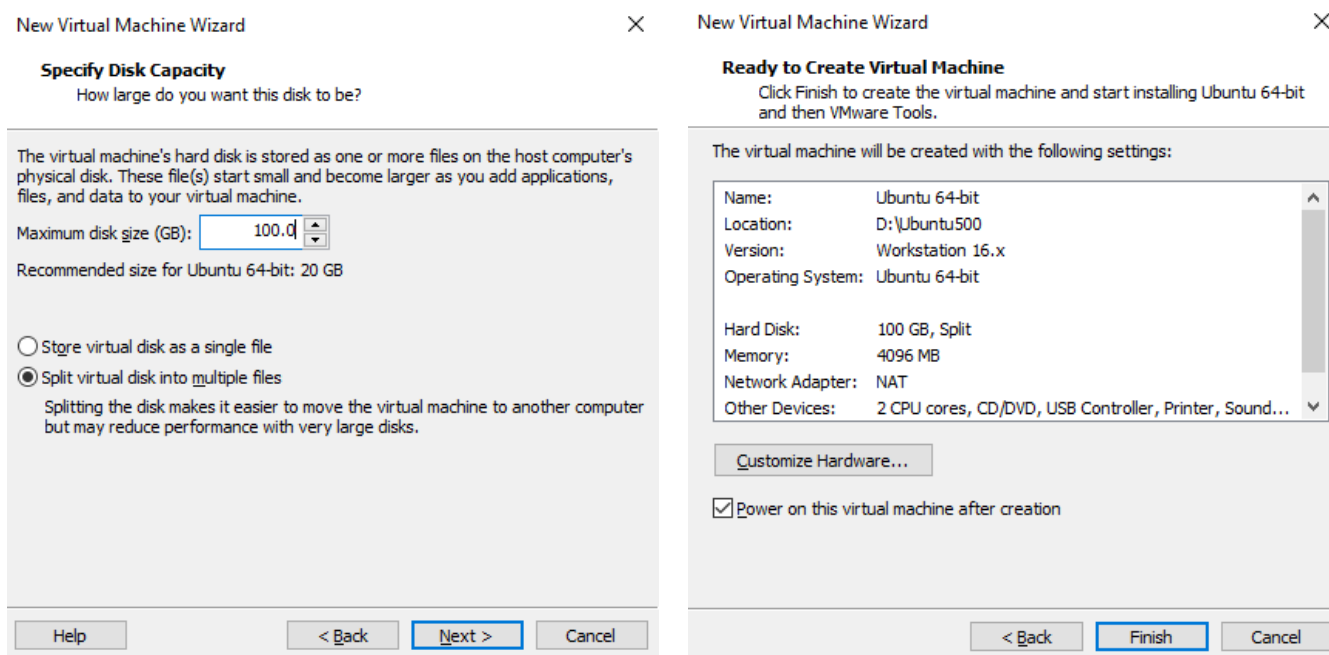 New Virtual Machine Wizard
Specify Disk Capacity
How large do you want this disk to be?
The virtual machine's hard disk is stored as one or more files on the host computer's
physical disk. These file(s) start small and become larger as you add applications,
files, and data to your virtual machine.
Maximum disk size (GB): 100.0
Recommended size for Ubuntu 64-bit: 20 GB
Store virtual disk as a single file
Split virtual disk into multiple files
Splitting the disk makes it easier to move the virtual machine to another computer
but may reduce performance with very large disks.
Help < Back Next > Cancel
New Virtual Machine Wizard
Ready to Create Virtual Machine
Click Finish to create the virtual machine and start installing Ubuntu 64-bit
and then VMware Tools.
The virtual machine will be created with the following settings:
Name: Ubuntu 64-bit
Location: D:\Ubuntu500
Version: Workstation 16.x
Operating System: Ubuntu 64-bit
Hard Disk: 100 GB, Split
Memory: 4096 MB
Network Adapter: NAT
Other Devices: 2 CPU cores, CD/DVD, USB Controller, Printer, Sound...
Customize Hardware...
Power on this virtual machine after creation
< Back Finish Cancel